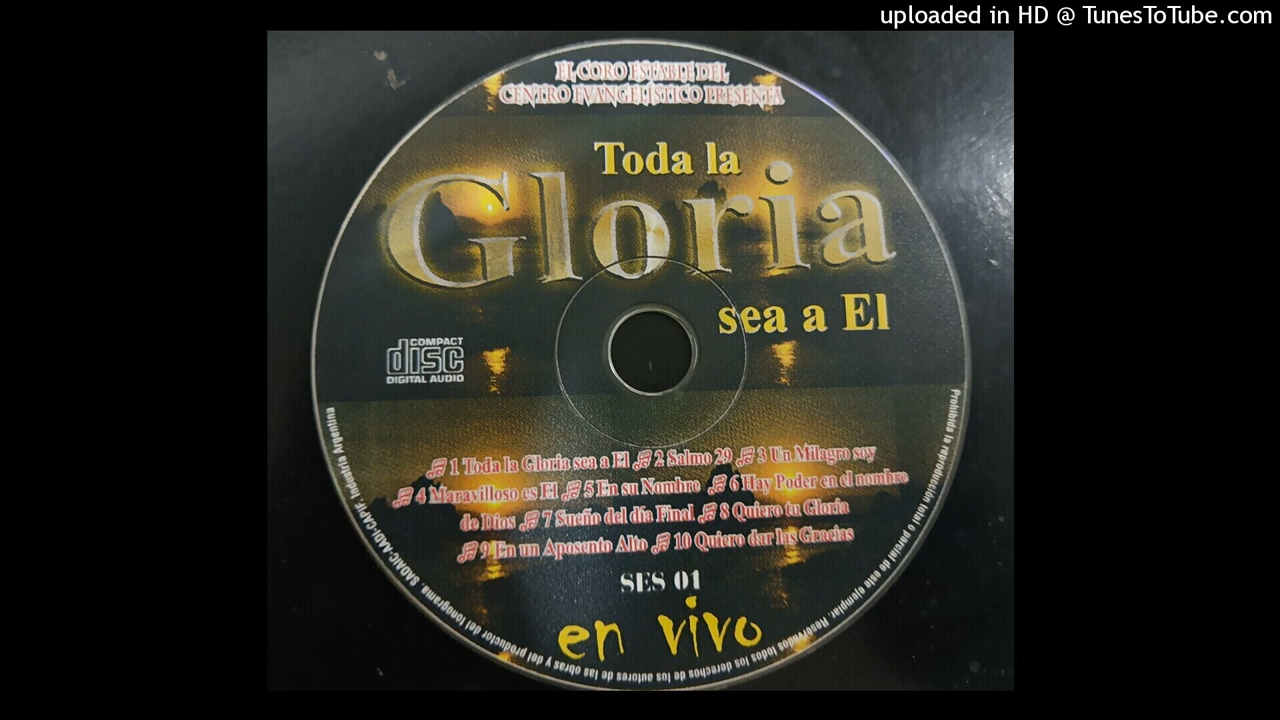 uploaded in HD @ TunesToTube.com
EL CORO ESTABLE DEL
CENTRO EVANGELÍSTICO PRESENTA
Toda la
Gloria
sea a El
COMPACT
disc
DIGITAL AUDIO
1 Toda la Gloria sea a El 2 Salmo 29 3 Un Milagro soy
4 Maravilloso es El 5 En su Nombre 6 Hay Poder en el nombre
de Dios 7 Sueño del día Final 8 Quiero tu Gloria
9 En un Aposento Alto 10 Quiero dar las Gracias
SES 01
en vivo
Prohibida la reproducción total o parcial de este ejemplar. Reservados todos los derechos de los autores de las obras y del productor del fonograma. SADAIC-AADI-CAPIF. Industria Argentina